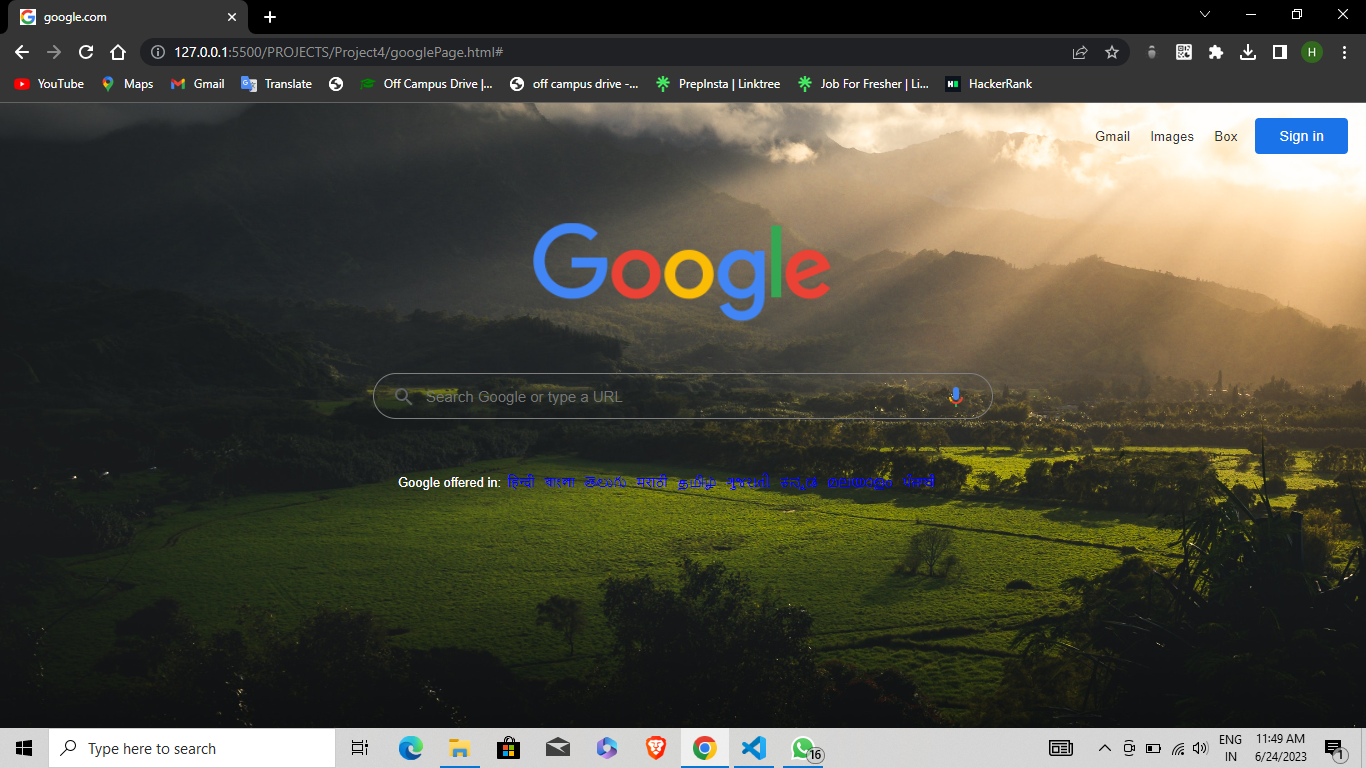 google.com
127.0.0.1:5500/PROJECTS/Project4/googlePage.html#
H
YouTube Maps Gmail Translate Off Campus Drive |... off campus drive -... PrepInsta | Linktree Job For Fresher | Li... HackerRank
Gmail Images Box Sign in
Google
Search Google or type a URL
Google offered in: हिन्दी বাংলা తెలుగు मराठी தமிழ் ગુજરાતી ಕನ್ನಡ മലയാളം ਪੰਜਾਬੀ
Type here to search
16
ENG
IN
11:49 AM
6/24/2023
1